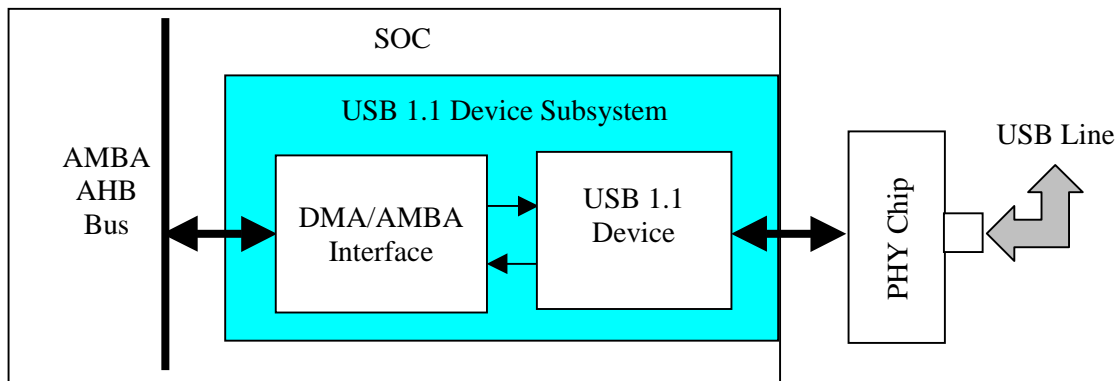 SOC
USB 1.1 Device Subsystem
AMBA
AHB
Bus
DMA/AMBA
Interface
USB 1.1
Device
PHY Chip
USB Line